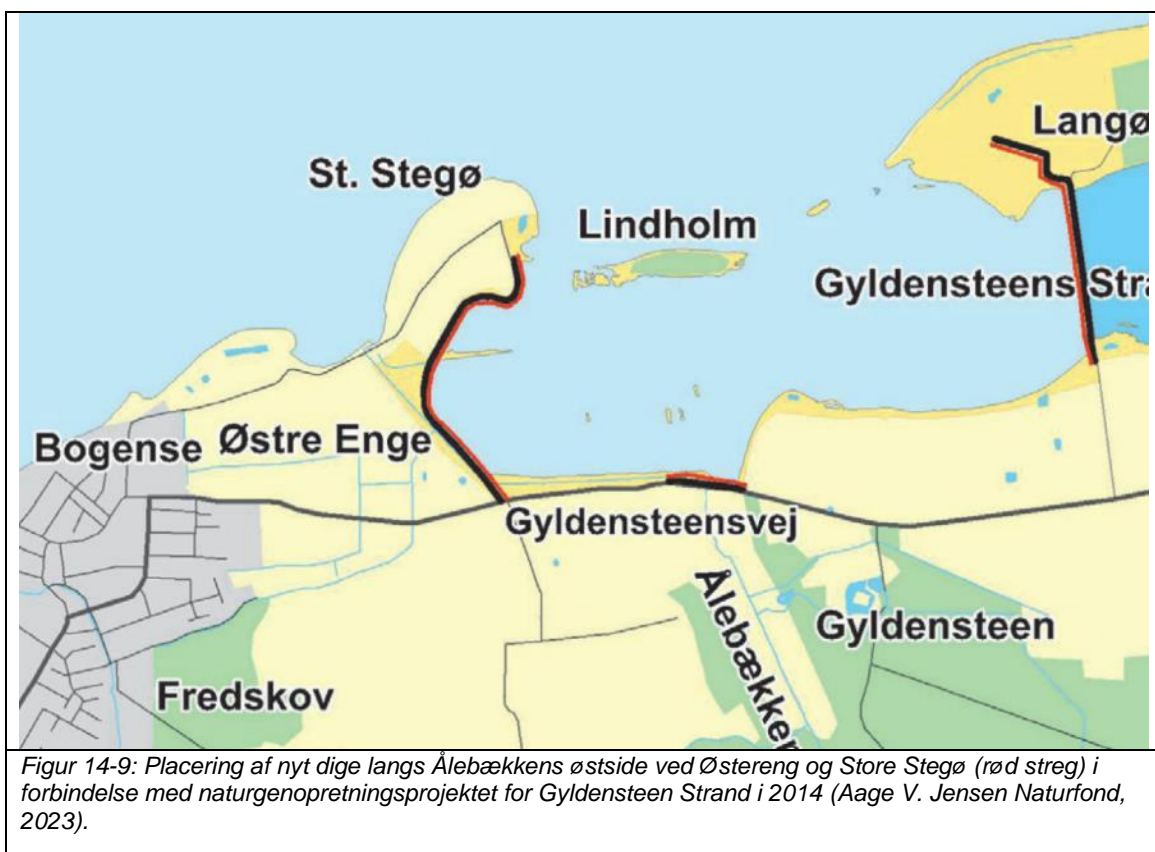 Langø
St. Stegø
Lindholm
Gyldensteens Stra
Bogense
Østre Enge
Gyldensteensvej
Ålebækken
Gyldensteen
Fredskov
Figur 14-9: Placering af nyt dige langs Ålebækkens østside ved Østereng og Store Stegø (rød streg) i
forbindelse med naturgenopretningsprojektet for Gyldensteen Strand i 2014 (Aage V. Jensen Naturfond,
2023).